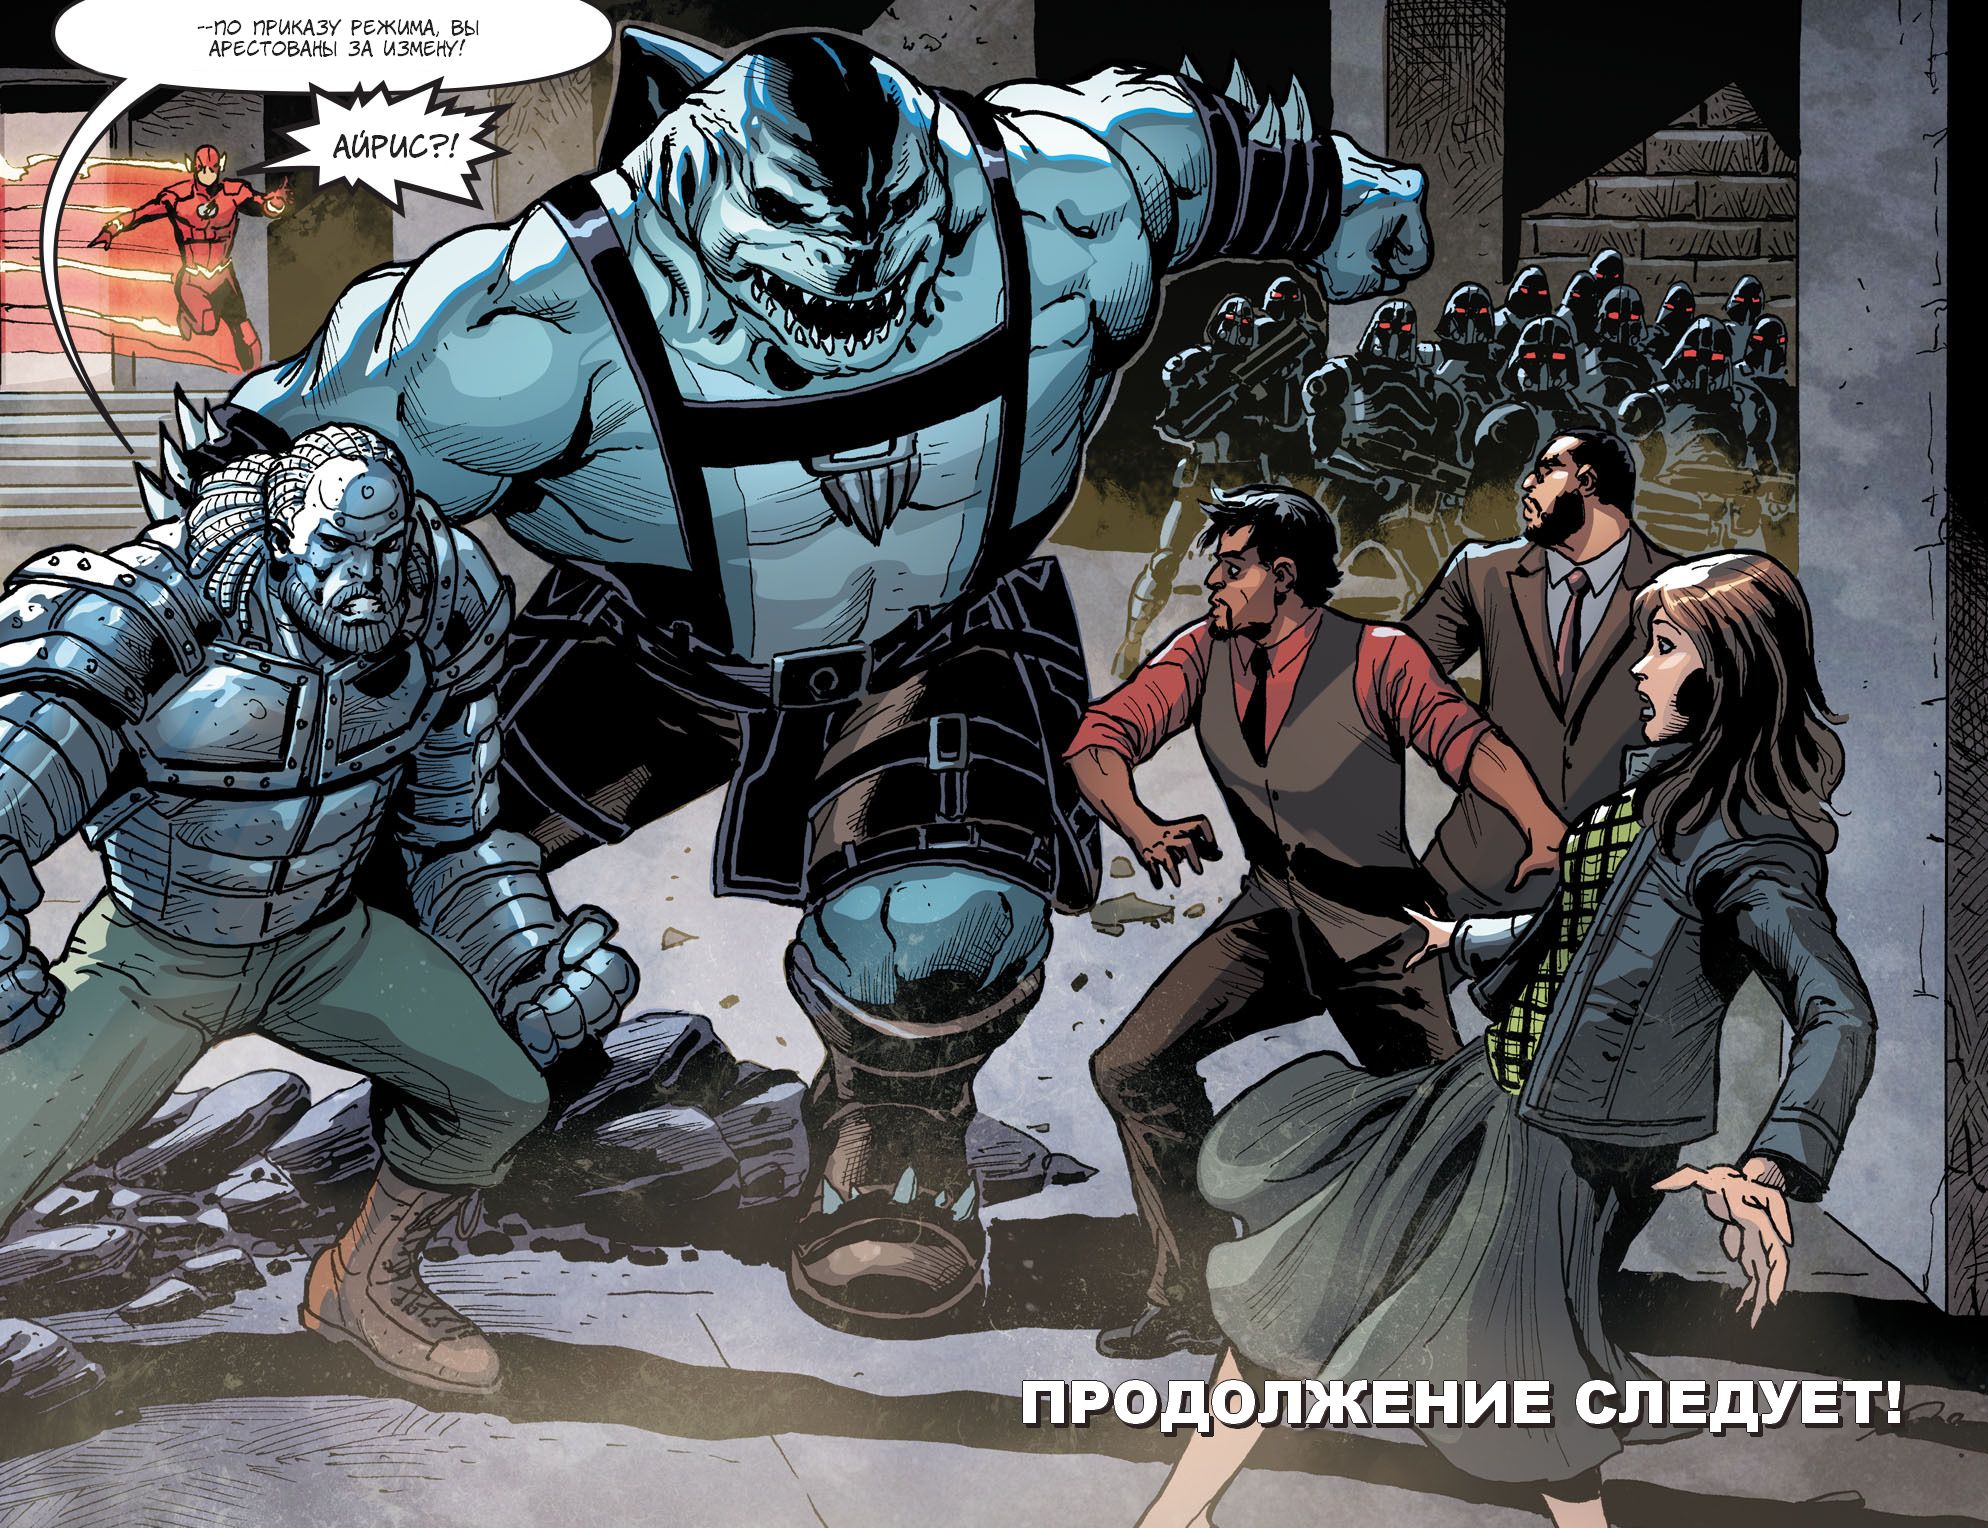 --ПО ПРИКАЗУ РЕЖИМА, ВЫ
АРЕСТОВАНЫ ЗА ИЗМЕНУ!
АЙРИС?!
ПРОДОЛЖЕНИЕ СЛЕДУЕТ!